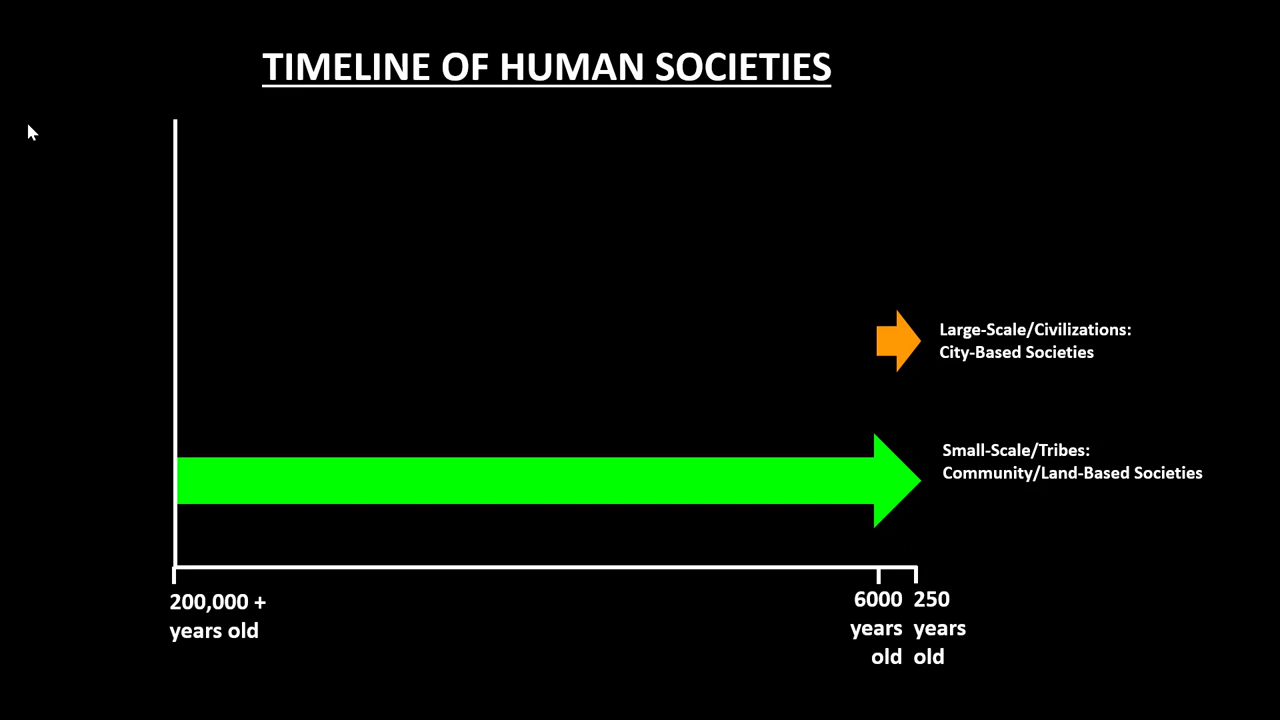 TIMELINE OF HUMAN SOCIETIES
Large-Scale/Civilizations:
City-Based Societies
Small-Scale/Tribes:
Community/Land-Based Societies
200,000 +
years old
6000
years
old
250
years
old